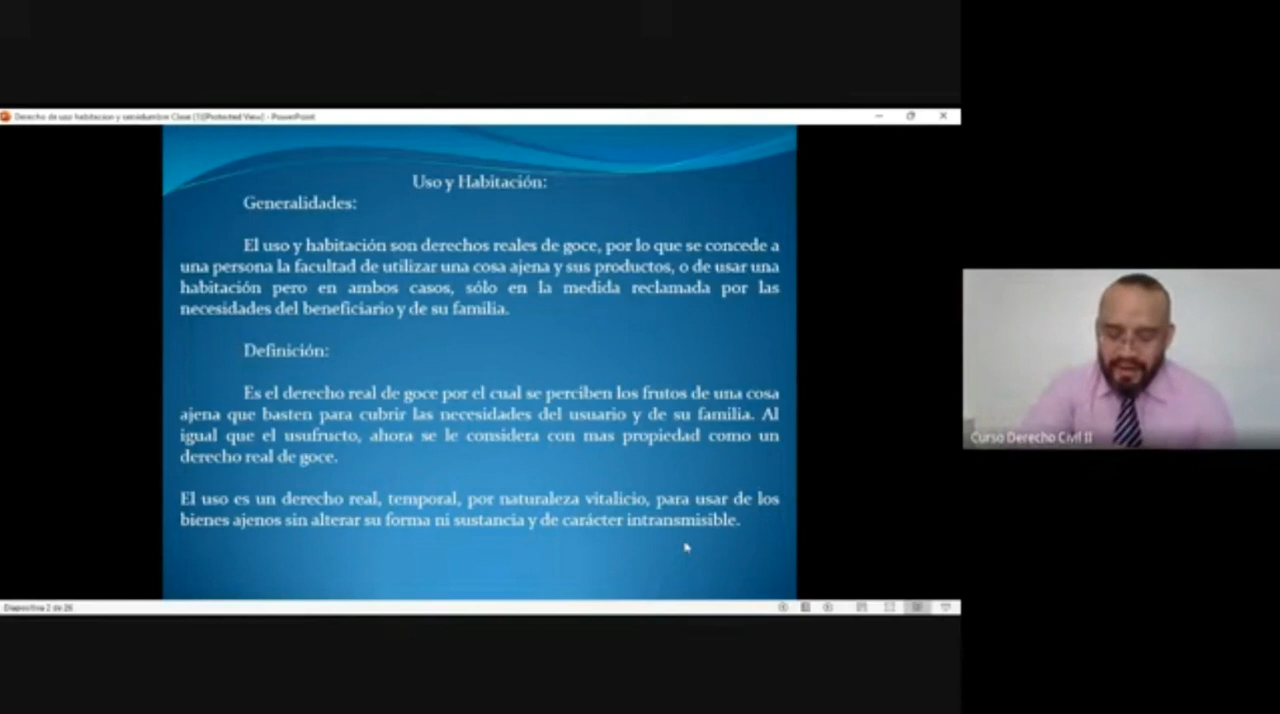 Derecho de uso habitacion y servidumbre Clase (1)[Protected View] - PowerPoint
Uso y Habitación:
Generalidades:
El uso y habitación son derechos reales de goce, por lo que se concede a
una persona la facultad de utilizar una cosa ajena y sus productos, o de usar una
habitación pero en ambos casos, sólo en la medida reclamada por las
necesidades del beneficiario y de su familia.
Definición:
Es el derecho real de goce por el cual se perciben los frutos de una cosa
ajena que basten para cubrir las necesidades del usuario y de su familia. Al
igual que el usufructo, ahora se le considera con mas propiedad como un
derecho real de goce.
El uso es un derecho real, temporal, por naturaleza vitalicio, para usar de los
bienes ajenos sin alterar su forma ni sustancia y de carácter intransmisible.
Diapositiva 2 de 26
Curso Derecho Civil II